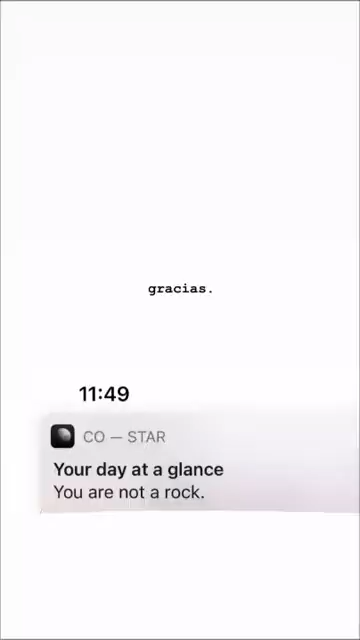 gracias.
11:49
CO — STAR
Your day at a glance
You are not a rock.